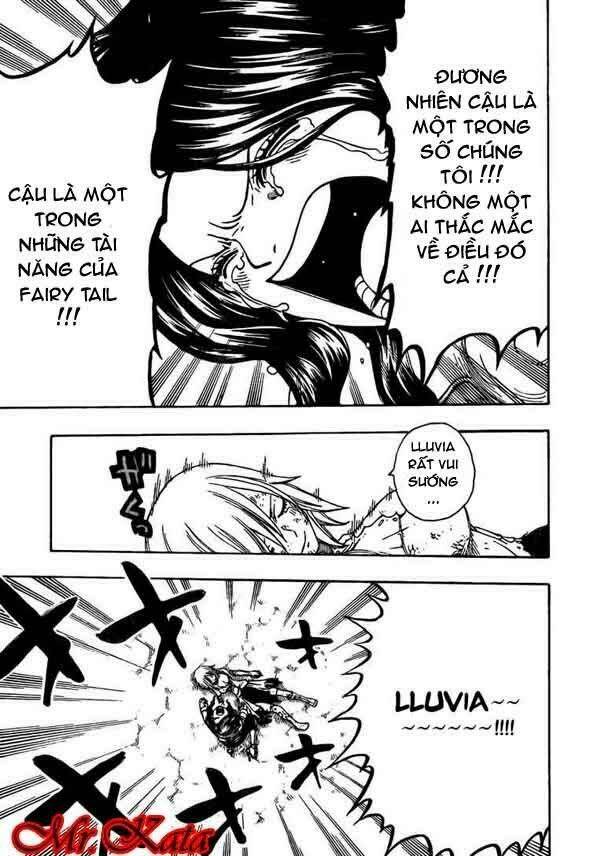 ĐƯƠNG
NHIÊN CẬU LÀ
MỘT TRONG
SỐ CHÚNG
TÔI !!!
KHÔNG MỘT
AI THẮC MẮC
VỀ ĐIỀU ĐÓ
CẢ !!!
CẬU LÀ MỘT
TRONG
NHỮNG TÀI
NĂNG CỦA
FAIRY TAIL
!!!
LLUVIA
RẤT VUI
SƯỚNG
...
LLUVIA~~
~~~~~~!!!!
Mr. Kata